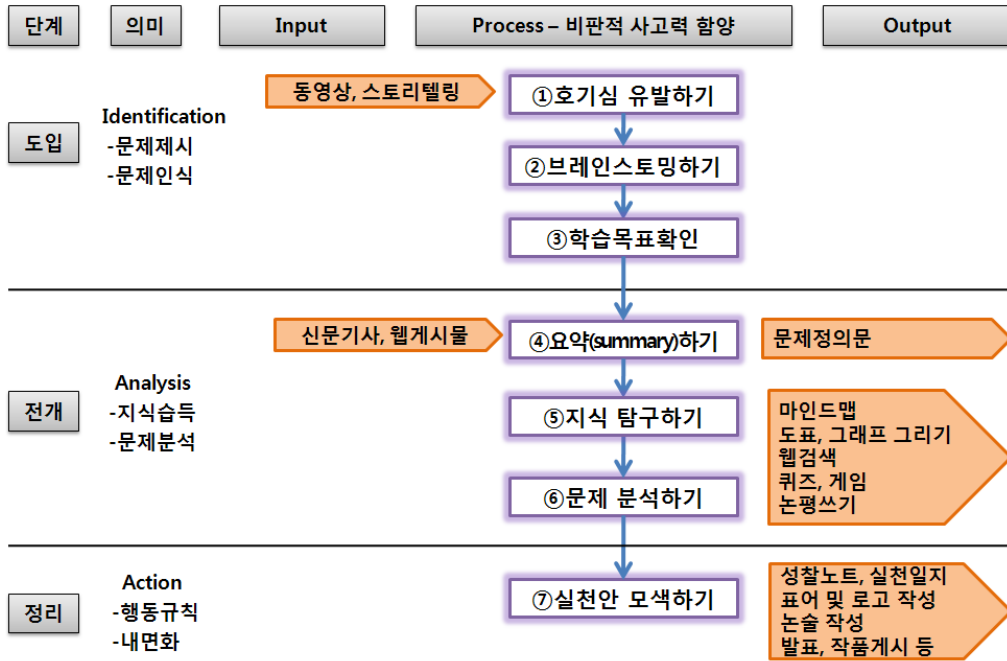 단계
의미
Input
Process – 비판적 사고력 함양
Output
도입
Identification
-문제제시
-문제인식
동영상, 스토리텔링
①호기심 유발하기
②브레인스토밍하기
③학습목표확인
전개
Analysis
-지식습득
-문제분석
신문기사, 웹게시물
④요약(summary)하기
⑤지식 탐구하기
⑥문제 분석하기
문제정의문
마인드맵
도표, 그래프 그리기
웹검색
퀴즈, 게임
논평쓰기
정리
Action
-행동규칙
-내면화
⑦실천안 모색하기
성찰노트, 실천일지
표어 및 로고 작성
논술 작성
발표, 작품게시 등